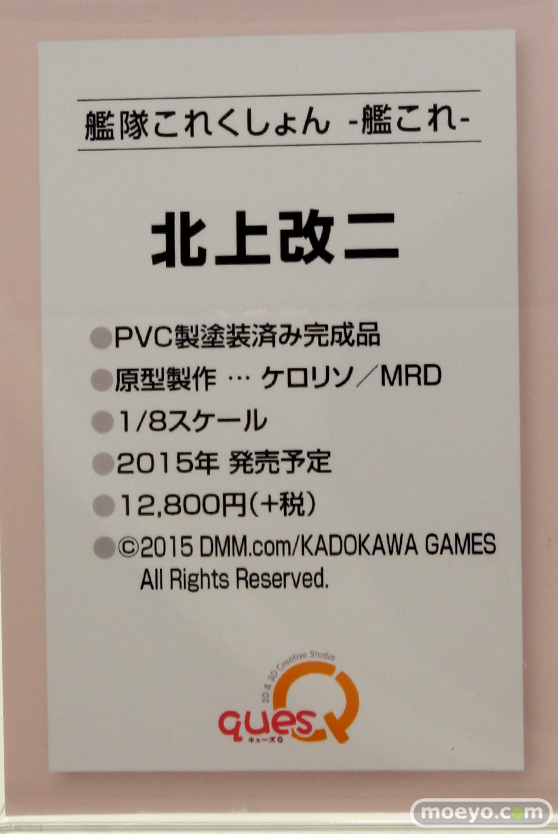 艦隊これくしょん -艦これ-
北上改二
●PVC製塗装済み完成品
●原型製作 … ケロリソ／MRD
●1/8スケール
●2015年 発売予定
●12,800円(+税)
●©2015 DMM.com/KADOKAWA GAMES
All Rights Reserved.
2D & 3D Creative Studio
quesQ
キューズQ
moeyo.com